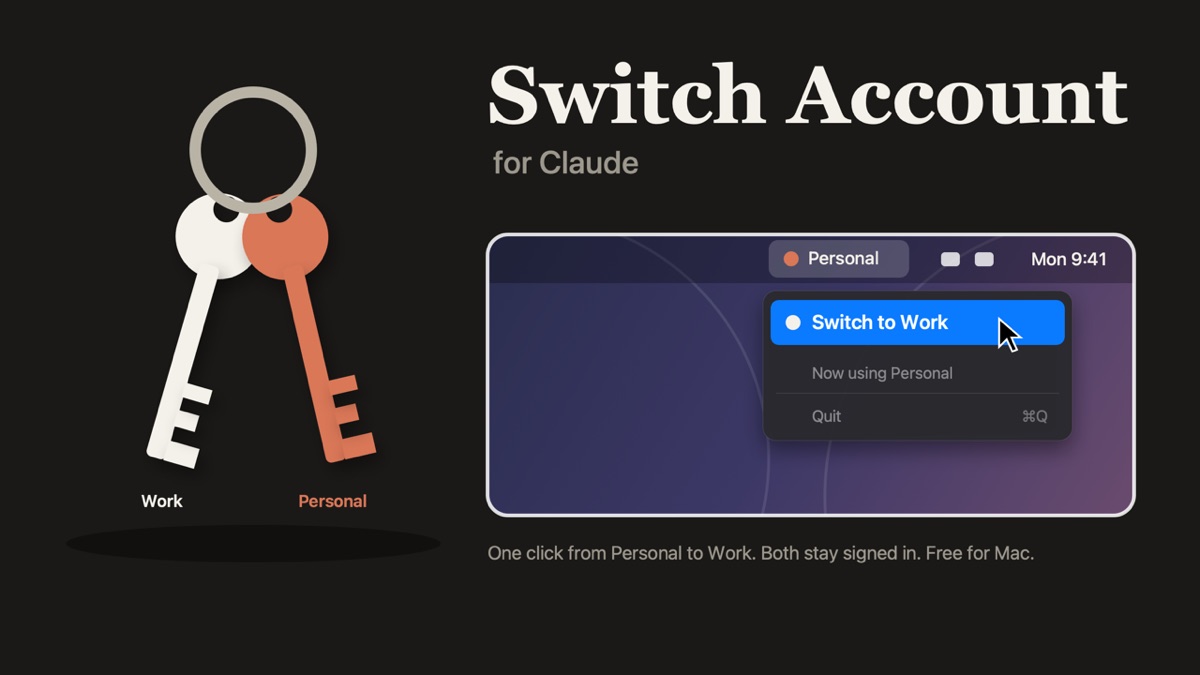 Switch Account
for Claude
Personal
Mon 9:41
Switch to Work
Now using Personal
Quit
⌘Q
Work
Personal
One click from Personal to Work. Both stay signed in. Free for Mac.